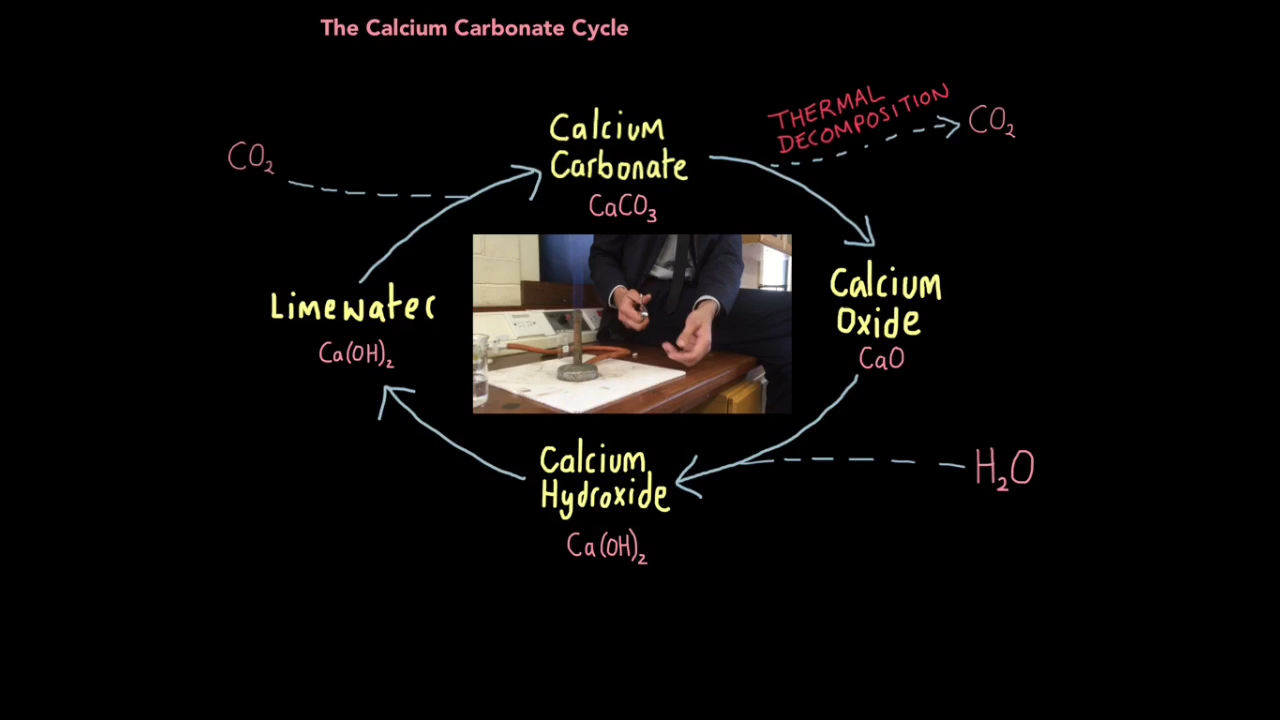 The Calcium Carbonate Cycle
THERMAL
DECOMPOSITION
CO₂
CO₂
Calcium
Carbonate
CaCO₃
Limewater
Ca(OH)₂
Calcium
Oxide
CaO
Calcium
Hydroxide
Ca(OH)₂
H₂O